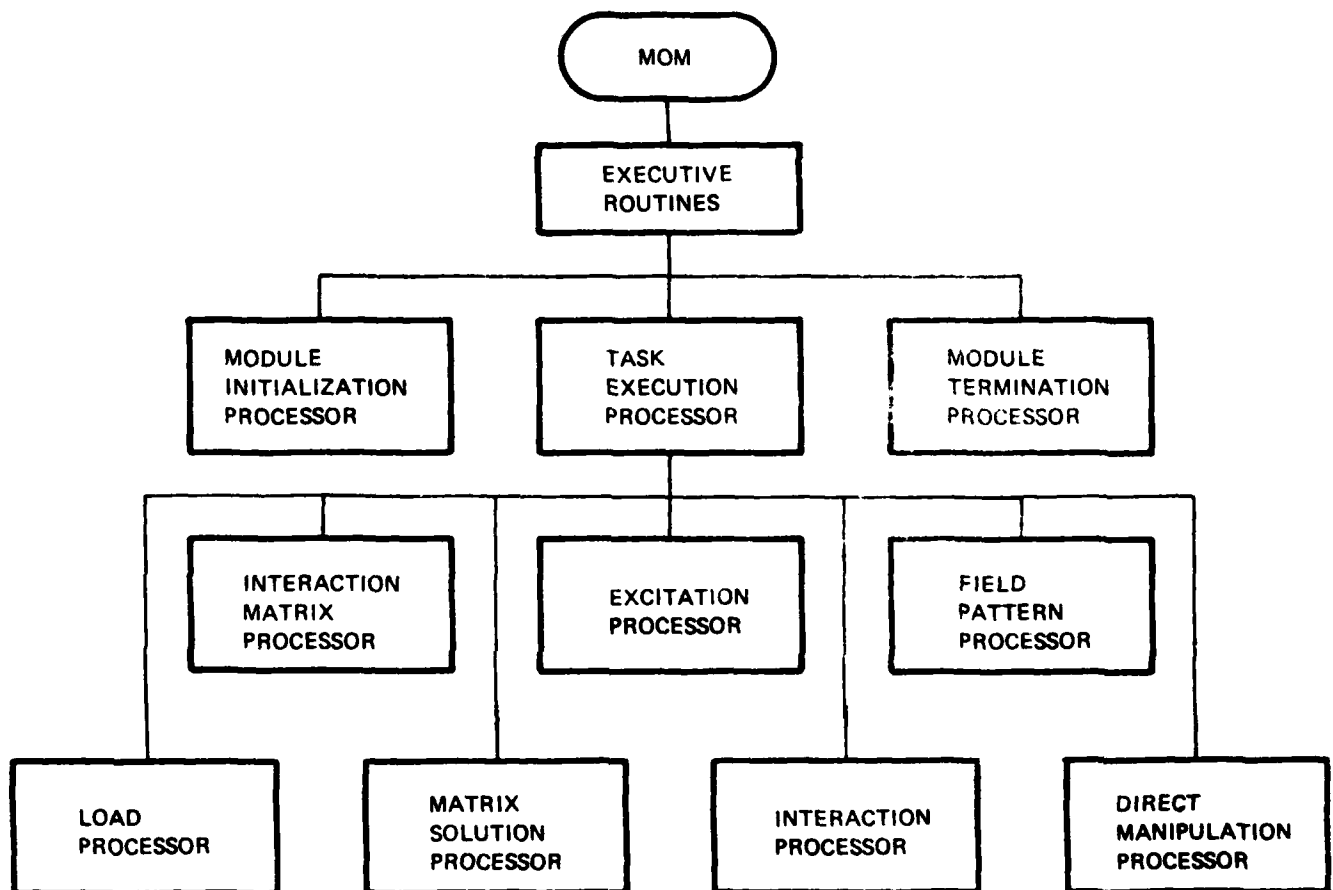 MOM
EXECUTIVE
ROUTINES
MODULE
INITIALIZATION
PROCESSOR
TASK
EXECUTION
PROCESSOR
MODULE
TERMINATION
PROCESSOR
INTERACTION
MATRIX
PROCESSOR
EXCITATION
PROCESSOR
FIELD
PATTERN
PROCESSOR
LOAD
PROCESSOR
MATRIX
SOLUTION
PROCESSOR
INTERACTION
PROCESSOR
DIRECT
MANIPULATION
PROCESSOR